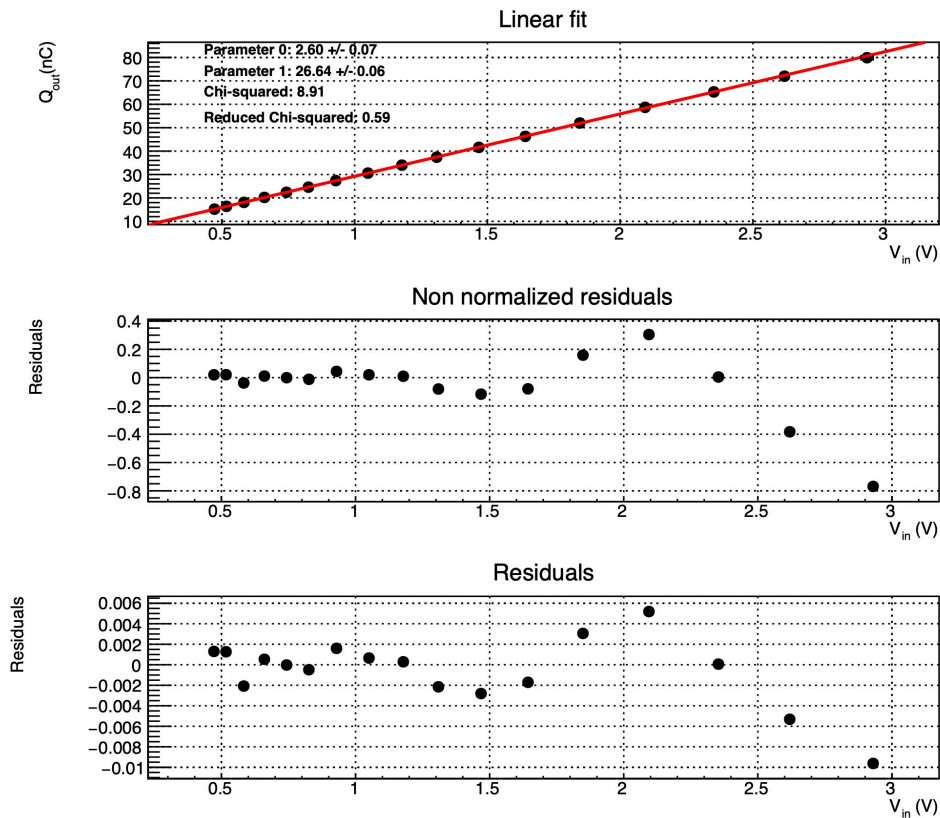 Linear fit
Q_out (nC)
Parameter 0: 2.60 +/- 0.07
Parameter 1: 26.64 +/- 0.06
Chi-squared: 8.91
Reduced Chi-squared: 0.59
80
70
60
50
40
30
20
10
0.5 1 1.5 2 2.5 3
V_in (V)
Non normalized residuals
Residuals
0.4
0.2
0
−0.2
−0.4
−0.6
−0.8
0.5 1 1.5 2 2.5 3
V_in (V)
Residuals
Residuals
0.006
0.004
0.002
0
−0.002
−0.004
−0.006
−0.008
−0.01
0.5 1 1.5 2 2.5 3
V_in (V)